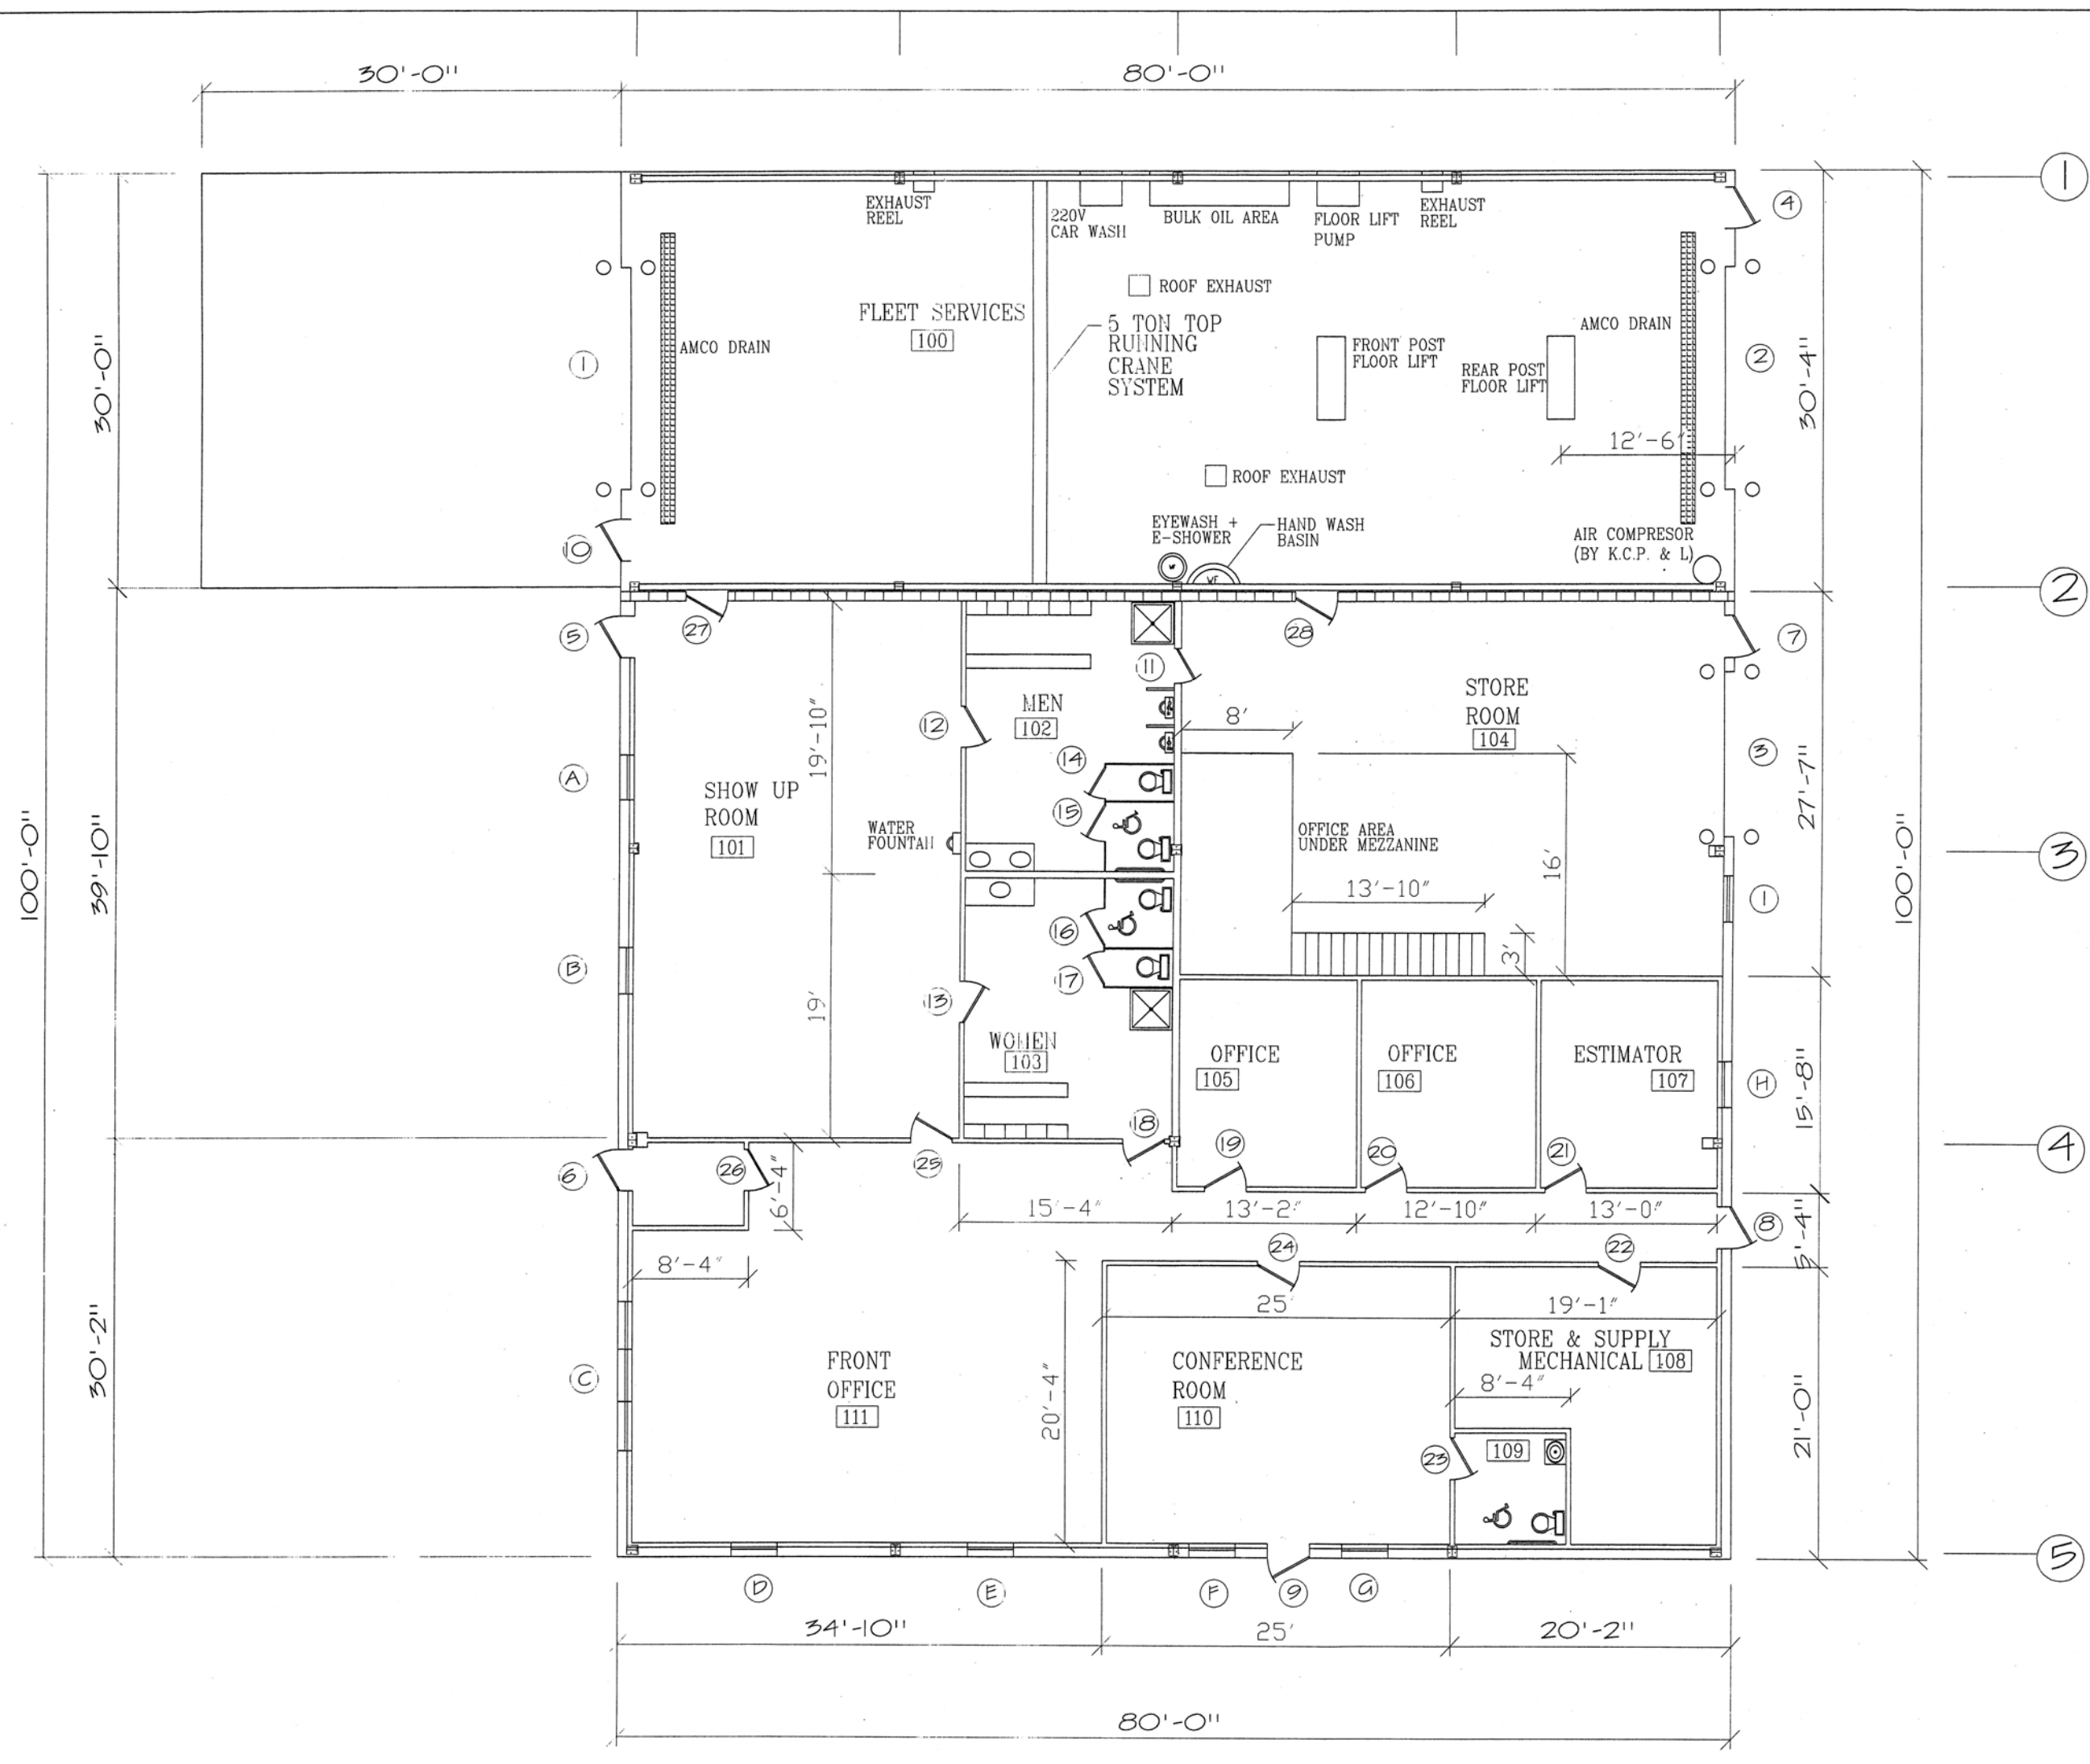 30'-0"
80'-0"
1
EXHAUST
REEL
220V
CAR WASH
BULK OIL AREA
FLOOR LIFT
PUMP
EXHAUST
REEL
4
ROOF EXHAUST
FLEET SERVICES
100
5 TON TOP
RUNNING
CRANE
SYSTEM
AMCO DRAIN
AMCO DRAIN
FRONT POST
FLOOR LIFT
REAR POST
FLOOR LIFT
1
2
30'-0"
30'-4"
12'-6"
ROOF EXHAUST
EYEWASH +
E-SHOWER
HAND WASH
BASIN
AIR COMPRESOR
(BY K.C.P. & L)
10
WF
WF
2
5
27
28
7
11
MEN
102
STORE
ROOM
104
8'
12
19'-10"
14
3
A
SHOW UP
ROOM
101
15
WATER
FOUNTAIN
OFFICE AREA
UNDER MEZZANINE
27'-7"
16'
3
100'-0"
39'-10"
100'-0"
13'-10"
1
16
3'
B
17
13
19'
WOMEN
103
OFFICE
105
OFFICE
106
ESTIMATOR
107
H
15'-8"
18
19
20
21
4
6
26
25
6'-4"
15'-4"
13'-2"
12'-10"
13'-0"
8
5'-4"
24
22
8'-4"
25'
19'-1"
30'-2"
C
FRONT
OFFICE
111
20'-4"
CONFERENCE
ROOM
110
STORE & SUPPLY
MECHANICAL 108
8'-4"
21'-0"
23
109
5
D
E
F
9
G
34'-10"
25'
20'-2"
80'-0"